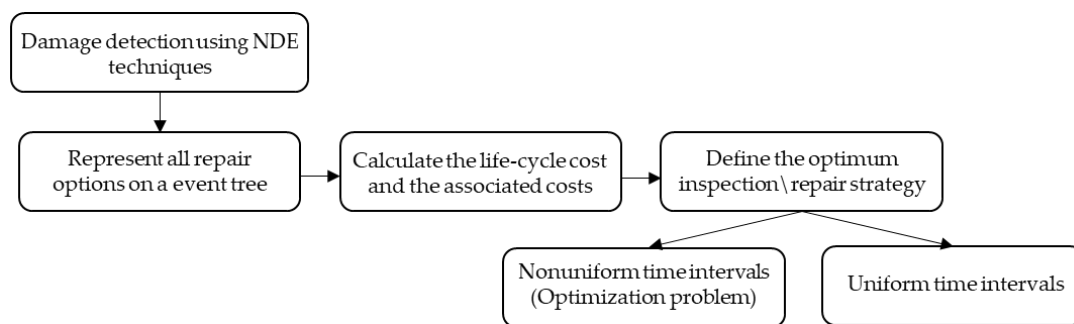 Damage detection using NDE
techniques
Represent all repair
options on a event tree
Calculate the life-cycle cost
and the associated costs
Define the optimum
inspection\ repair strategy
Nonuniform time intervals
(Optimization problem)
Uniform time intervals